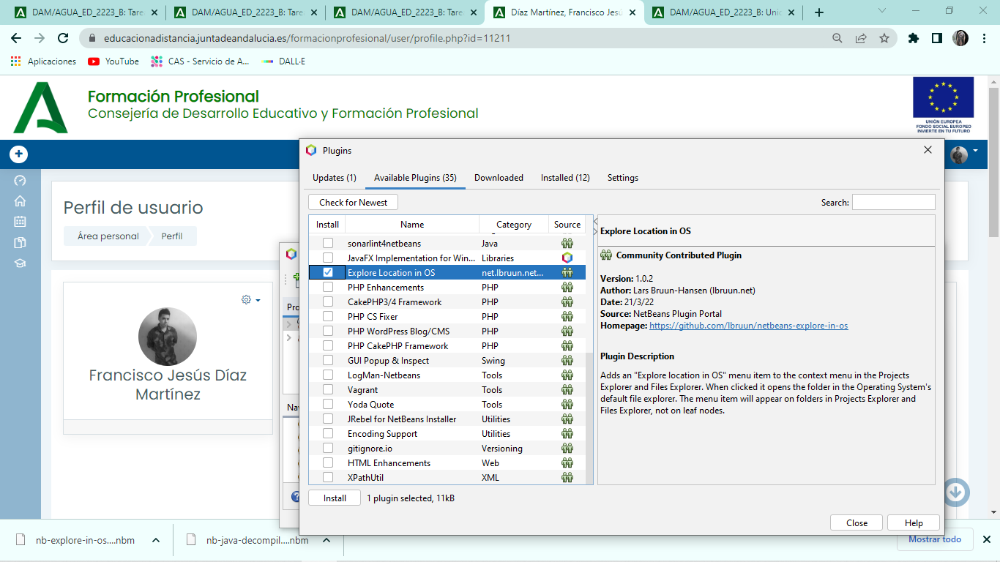 DAM/AGUA_ED_2223_B: Tare
DAM/AGUA_ED_2223_B: Tare
DAM/AGUA_ED_2223_B: Tare
Díaz Martínez, Francisco Jesú
DAM/AGUA_ED_2223_B: Unic
educacionadistancia.juntadeandalucia.es/formacionprofesional/user/profile.php?id=11211
Aplicaciones
YouTube
CAS - Servicio de A...
DALL·E
Formación Profesional
Consejería de Desarrollo Educativo y Formación Profesional
UNIÓN EUROPEA
FONDO SOCIAL EUROPEO
INVIERTE EN TU FUTURO
Perfil de usuario
Área personal
Perfil
Francisco Jesús Díaz
Martínez
Pro
Nav
Plugins
Updates (1)
Available Plugins (35)
Downloaded
Installed (12)
Settings
Check for Newest
Search:
Install Name Category Source
sonarlint4netbeans Java
JavaFX Implementation for Win... Libraries
Explore Location in OS net.lbruun.net...
PHP Enhancements PHP
CakePHP3/4 Framework PHP
PHP CS Fixer PHP
PHP WordPress Blog/CMS PHP
PHP CakePHP Framework PHP
GUI Popup & Inspect Swing
LogMan-Netbeans Tools
Vagrant Tools
Yoda Quote Tools
JRebel for NetBeans Installer Utilities
Encoding Support Utilities
gitignore.io Versioning
HTML Enhancements Web
XPathUtil XML
Explore Location in OS
Community Contributed Plugin
Version: 1.0.2
Author: Lars Bruun-Hansen (lbruun.net)
Date: 21/3/22
Source: NetBeans Plugin Portal
Homepage: https://github.com/lbruun/netbeans-explore-in-os
Plugin Description
Adds an "Explore location in OS" menu item to the context menu in the Projects
Explorer and Files Explorer. When clicked it opens the folder in the Operating System's
default file explorer. The menu item will appear on folders in Projects Explorer and
Files Explorer, not on leaf nodes.
Install
1 plugin selected, 11kB
Close
Help
nb-explore-in-os....nbm
nb-java-decompil....nbm
Mostrar todo